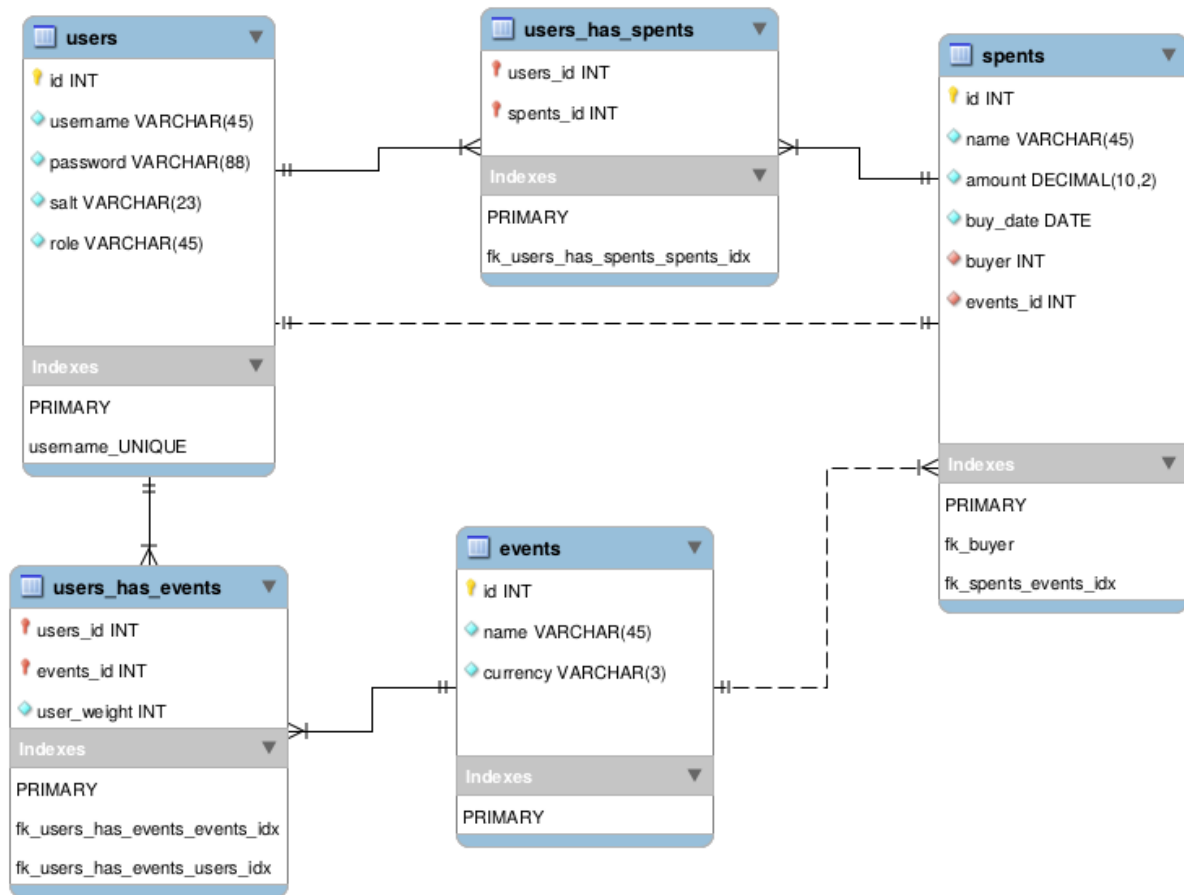 users
id INT
username VARCHAR(45)
password VARCHAR(88)
salt VARCHAR(23)
role VARCHAR(45)
Indexes
PRIMARY
username_UNIQUE
users_has_spents
users_id INT
spents_id INT
Indexes
PRIMARY
fk_users_has_spents_spents_idx
spents
id INT
name VARCHAR(45)
amount DECIMAL(10,2)
buy_date DATE
buyer INT
events_id INT
Indexes
PRIMARY
fk_buyer
fk_spents_events_idx
users_has_events
users_id INT
events_id INT
user_weight INT
Indexes
PRIMARY
fk_users_has_events_events_idx
fk_users_has_events_users_idx
events
id INT
name VARCHAR(45)
currency VARCHAR(3)
Indexes
PRIMARY